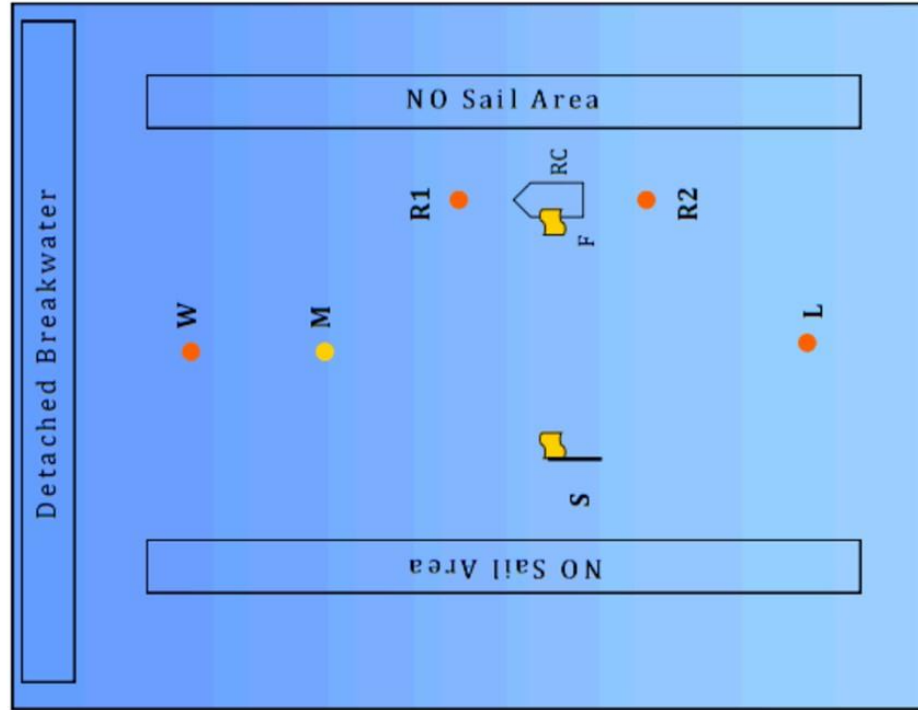 Detached Breakwater
NO Sail Area
W
M
R1
RC
F
R2
L
S
NO Sail Area